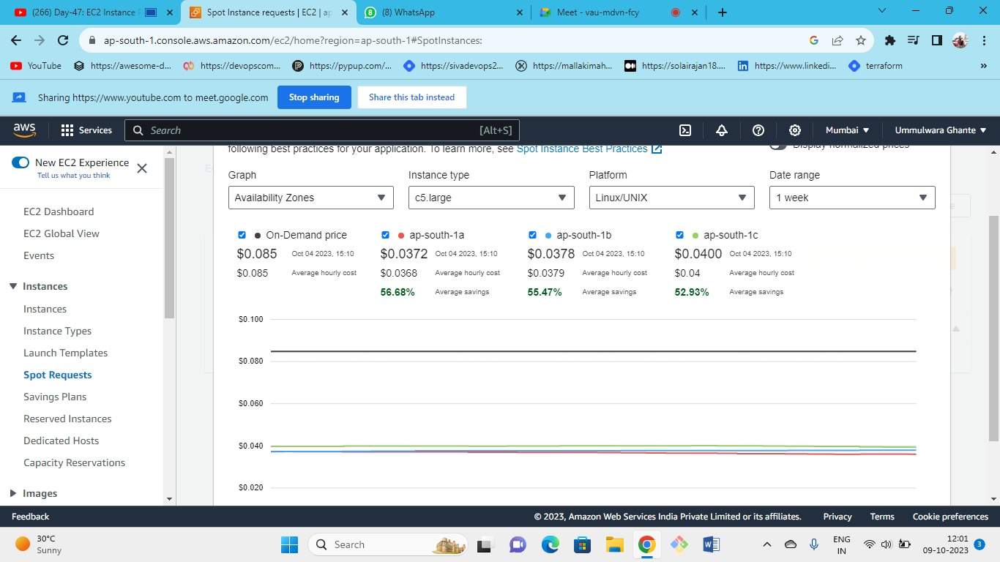 (266) Day-47: EC2 Instance
Spot Instance requests | EC2 | ap
(8) WhatsApp
Meet - vau-mdvn-fcy
ap-south-1.console.aws.amazon.com/ec2/home?region=ap-south-1#SpotInstances:
YouTube https://awesome-d... https://devopscom... https://pypup.com/... https://sivadevops2... https://mallakimah... https://solairajan18.... https://www.linkedi... terraform »
Sharing https://www.youtube.com to meet.google.com Stop sharing Share this tab instead
aws Services Search [Alt+S] Mumbai Ummulwara Ghante
New EC2 Experience
Tell us what you think
EC2 Dashboard
EC2 Global View
Events
Instances
Instances
Instance Types
Launch Templates
Spot Requests
Savings Plans
Reserved Instances
Dedicated Hosts
Capacity Reservations
Images
following best practices for your application. To learn more, see Spot Instance Best Practices
Display normalized prices
Graph Instance type Platform Date range
Availability Zones c5.large Linux/UNIX 1 week
On-Demand price ap-south-1a ap-south-1b ap-south-1c
$0.085 Oct 04 2023, 15:10 $0.0372 Oct 04 2023, 15:10 $0.0378 Oct 04 2023, 15:10 $0.0400 Oct 04 2023, 15:10
$0.085 Average hourly cost $0.0368 Average hourly cost $0.0379 Average hourly cost $0.04 Average hourly cost
56.68% Average savings 55.47% Average savings 52.93% Average savings
$0.100
$0.080
$0.060
$0.040
$0.020
Feedback © 2023, Amazon Web Services India Private Limited or its affiliates. Privacy Terms Cookie preferences
30°C
Sunny
Search
ENG
IN
12:01
09-10-2023
3